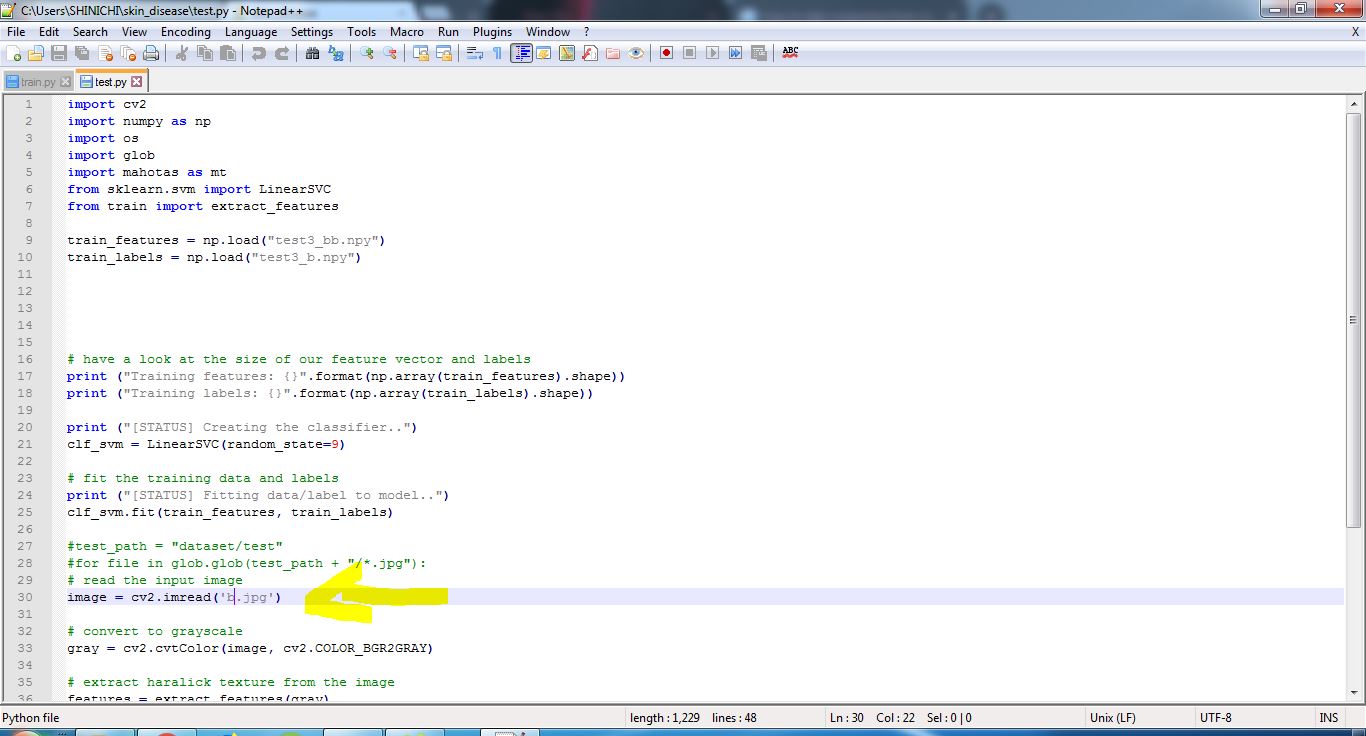 C:\Users\SHINICHI\skin_disease\test.py - Notepad++
File Edit Search View Encoding Language Settings Tools Macro Run Plugins Window ? X
ABC
train.py test.py
1 import cv2
2 import numpy as np
3 import os
4 import glob
5 import mahotas as mt
6 from sklearn.svm import LinearSVC
7 from train import extract_features
8
9 train_features = np.load("test3_bb.npy")
10 train_labels = np.load("test3_b.npy")
11
12
13
14
15
16 # have a look at the size of our feature vector and labels
17 print ("Training features: {}".format(np.array(train_features).shape))
18 print ("Training labels: {}".format(np.array(train_labels).shape))
19
20 print ("[STATUS] Creating the classifier..")
21 clf_svm = LinearSVC(random_state=9)
22
23 # fit the training data and labels
24 print ("[STATUS] Fitting data/label to model..")
25 clf_svm.fit(train_features, train_labels)
26
27 #test_path = "dataset/test"
28 #for file in glob.glob(test_path + "/*.jpg"):
29 # read the input image
30 image = cv2.imread('b.jpg')
31
32 # convert to grayscale
33 gray = cv2.cvtColor(image, cv2.COLOR_BGR2GRAY)
34
35 # extract haralick texture from the image
36 features = extract_features(gray)
Python file length : 1,229 lines : 48 Ln : 30 Col : 22 Sel : 0 | 0 Unix (LF) UTF-8 INS